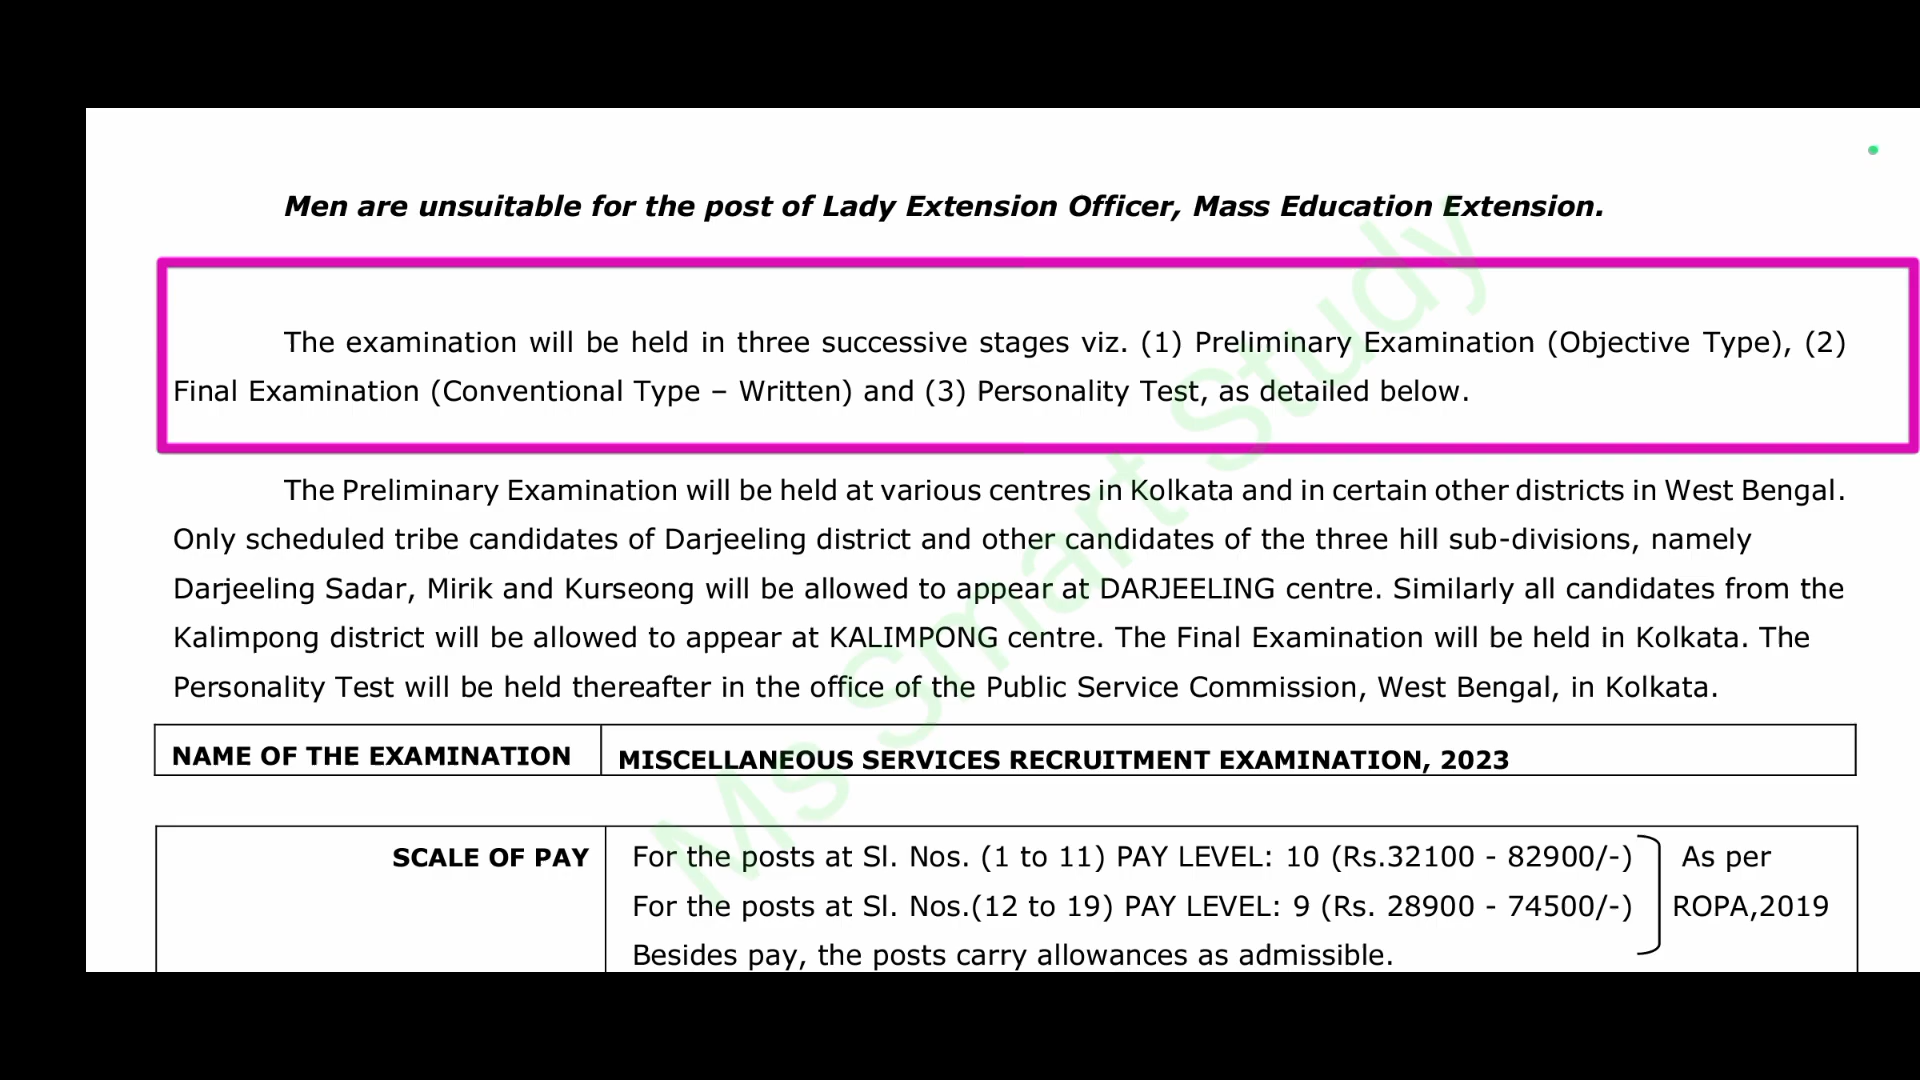 Men are unsuitable for the post of Lady Extension Officer, Mass Education Extension.
The examination will be held in three successive stages viz. (1) Preliminary Examination (Objective Type), (2)
Final Examination (Conventional Type – Written) and (3) Personality Test, as detailed below.
The Preliminary Examination will be held at various centres in Kolkata and in certain other districts in West Bengal.
Only scheduled tribe candidates of Darjeeling district and other candidates of the three hill sub-divisions, namely
Darjeeling Sadar, Mirik and Kurseong will be allowed to appear at DARJEELING centre. Similarly all candidates from the
Kalimpong district will be allowed to appear at KALIMPONG centre. The Final Examination will be held in Kolkata. The
Personality Test will be held thereafter in the office of the Public Service Commission, West Bengal, in Kolkata.
NAME OF THE EXAMINATION MISCELLANEOUS SERVICES RECRUITMENT EXAMINATION, 2023
SCALE OF PAY For the posts at Sl. Nos. (1 to 11) PAY LEVEL: 10 (Rs.32100 - 82900/-) As per
For the posts at Sl. Nos.(12 to 19) PAY LEVEL: 9 (Rs. 28900 - 74500/-) ROPA,2019
Besides pay, the posts carry allowances as admissible.
Ms Smart Study